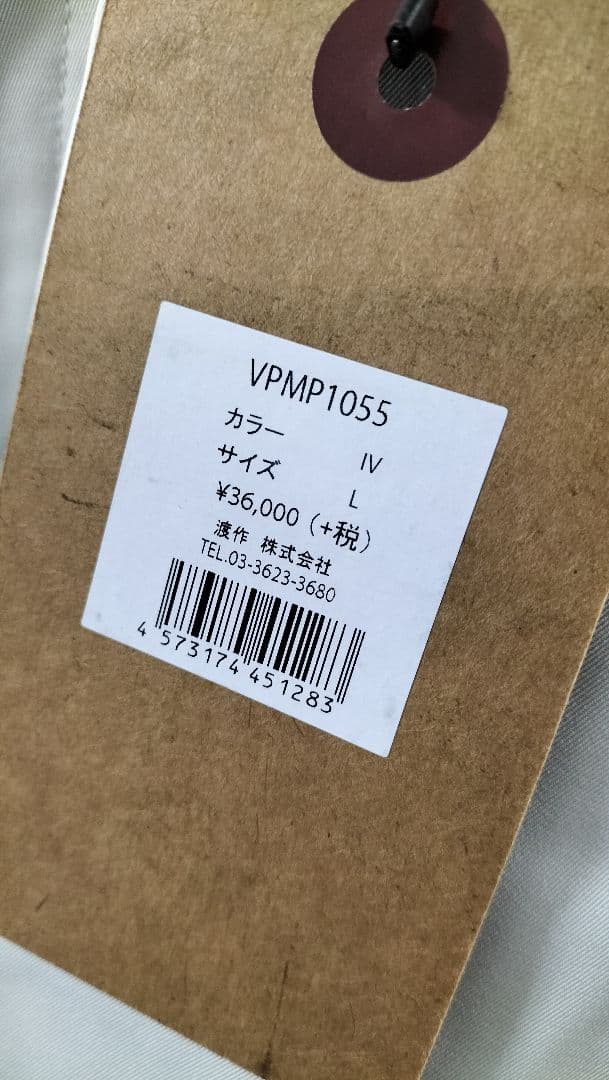 VPMP1055
カラー IV
サイズ L
¥36,000（+税）
渡作 株式会社
TEL.03-3623-3680
4 573174 451283